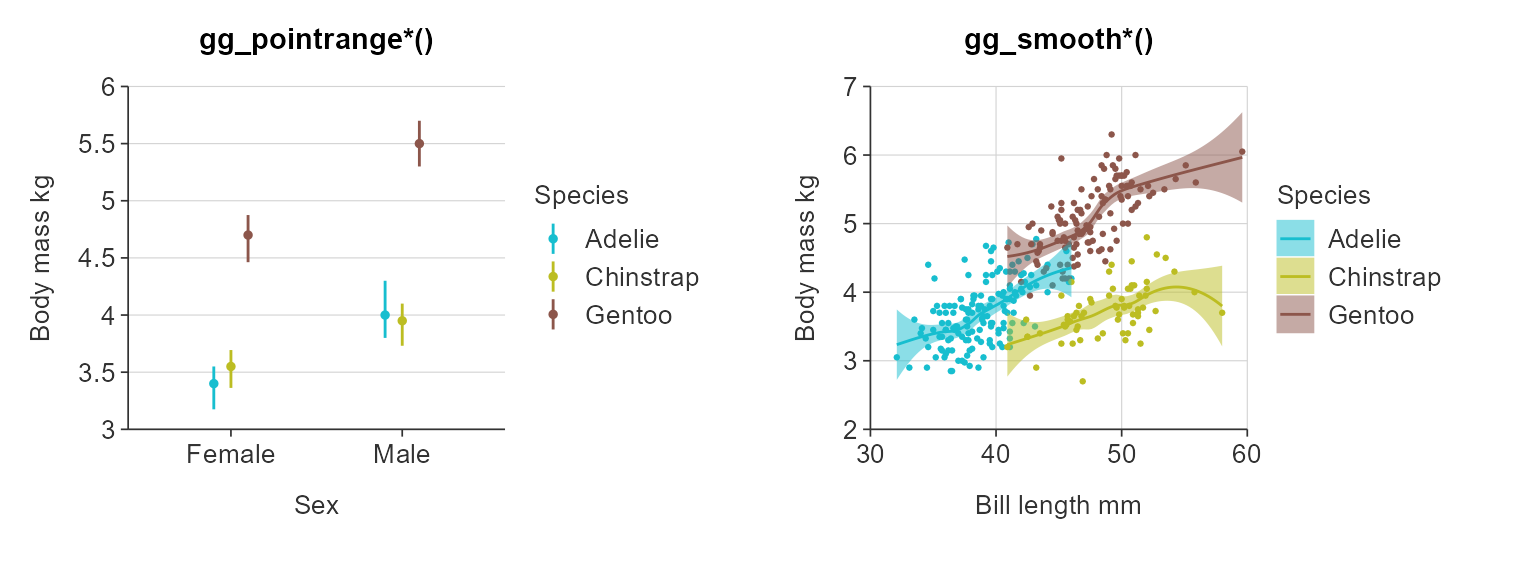 gg_pointrange*()
6
5.5
5
4.5
4
3.5
3
Body mass kg
Female Male
Sex
Species
Adelie
Chinstrap
Gentoo
gg_smooth*()
7
6
5
4
3
2
Body mass kg
30 40 50 60
Bill length mm
Species
Adelie
Chinstrap
Gentoo